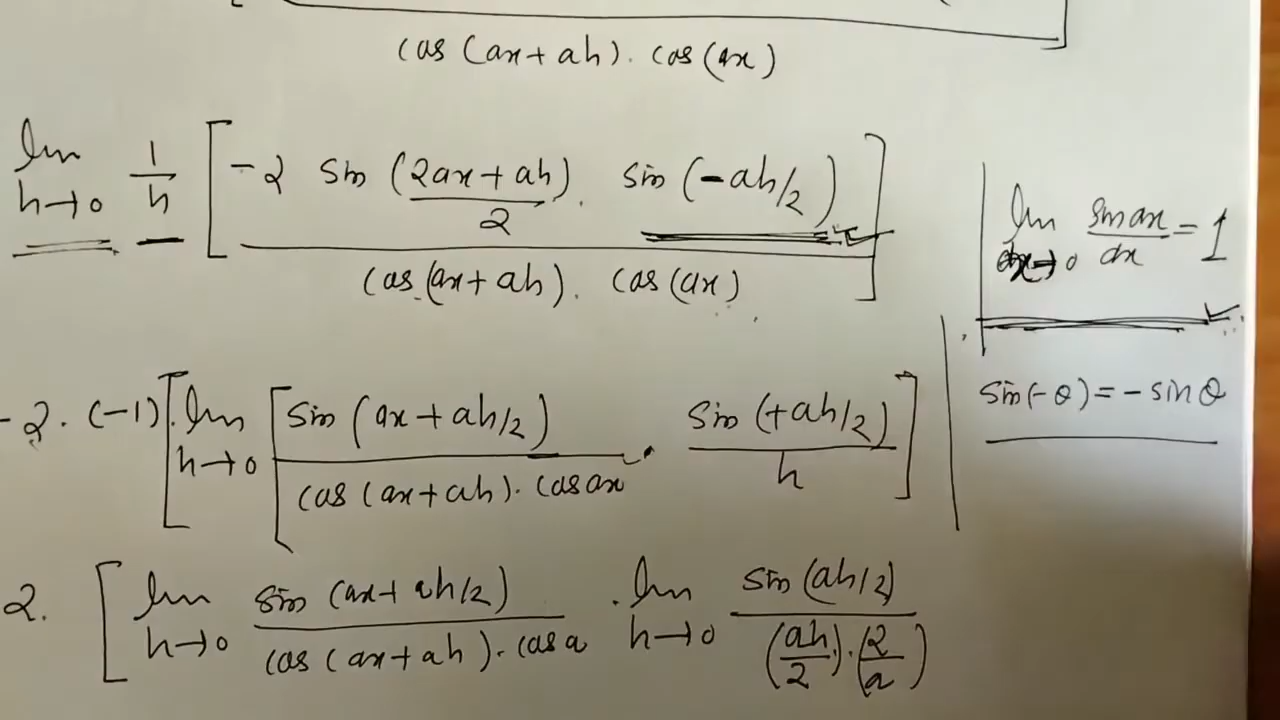 cos (ax + ah) . cos (ax)
lim h→0 1/h [ -2 sin (2ax + ah)/2 . sin (-ah/2) ]
cos (ax + ah) . cos (ax)
lim x→0 sin ax / ax = 1
sin (-θ) = - sin θ
-2 . (-1) [ lim h→0 [ sin (ax + ah/2) / cos (ax + ah) . cos ax . sin (+ah/2) / h ]
2. [ lim h→0 sin (ax + ah/2) / cos (ax + ah) . cos a . lim h→0 sin (ah/2) / (ah/2) . (2/a)